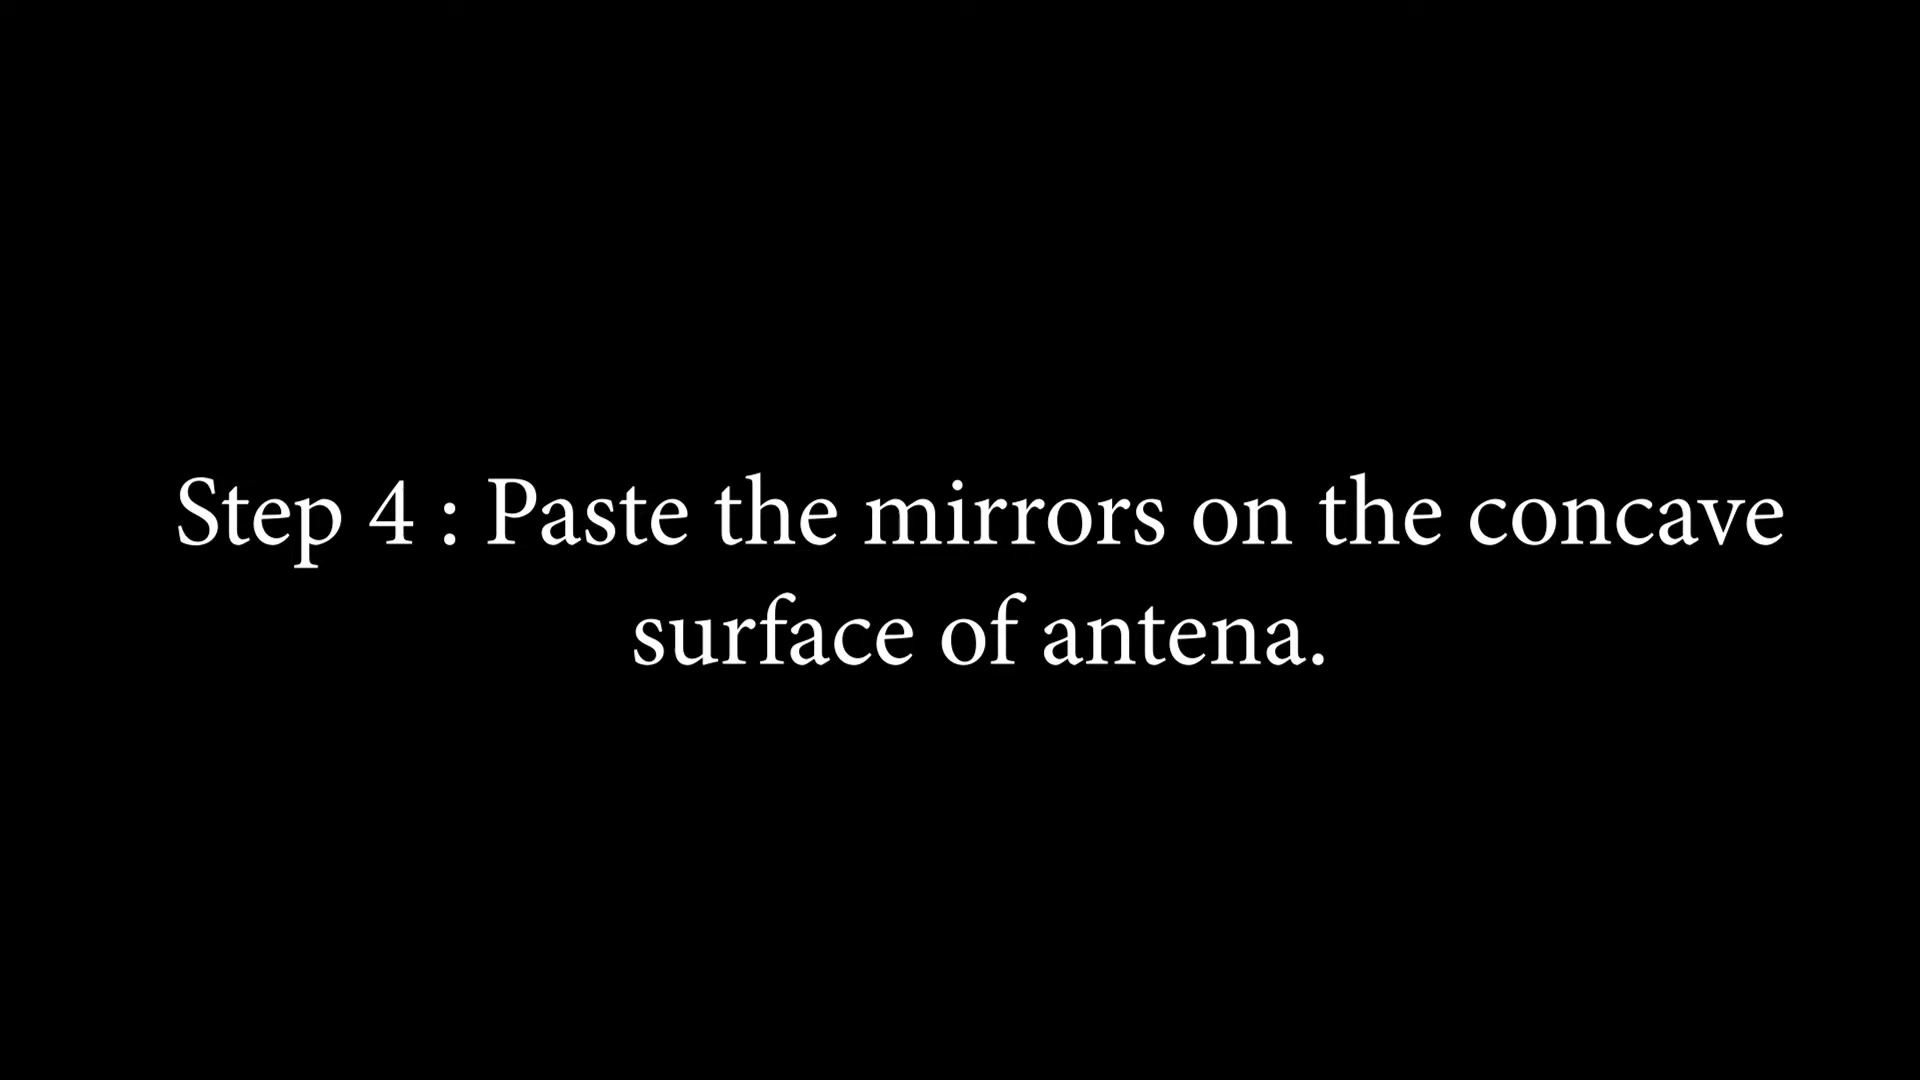 Step 4 : Paste the mirrors on the concave
surface of antena.